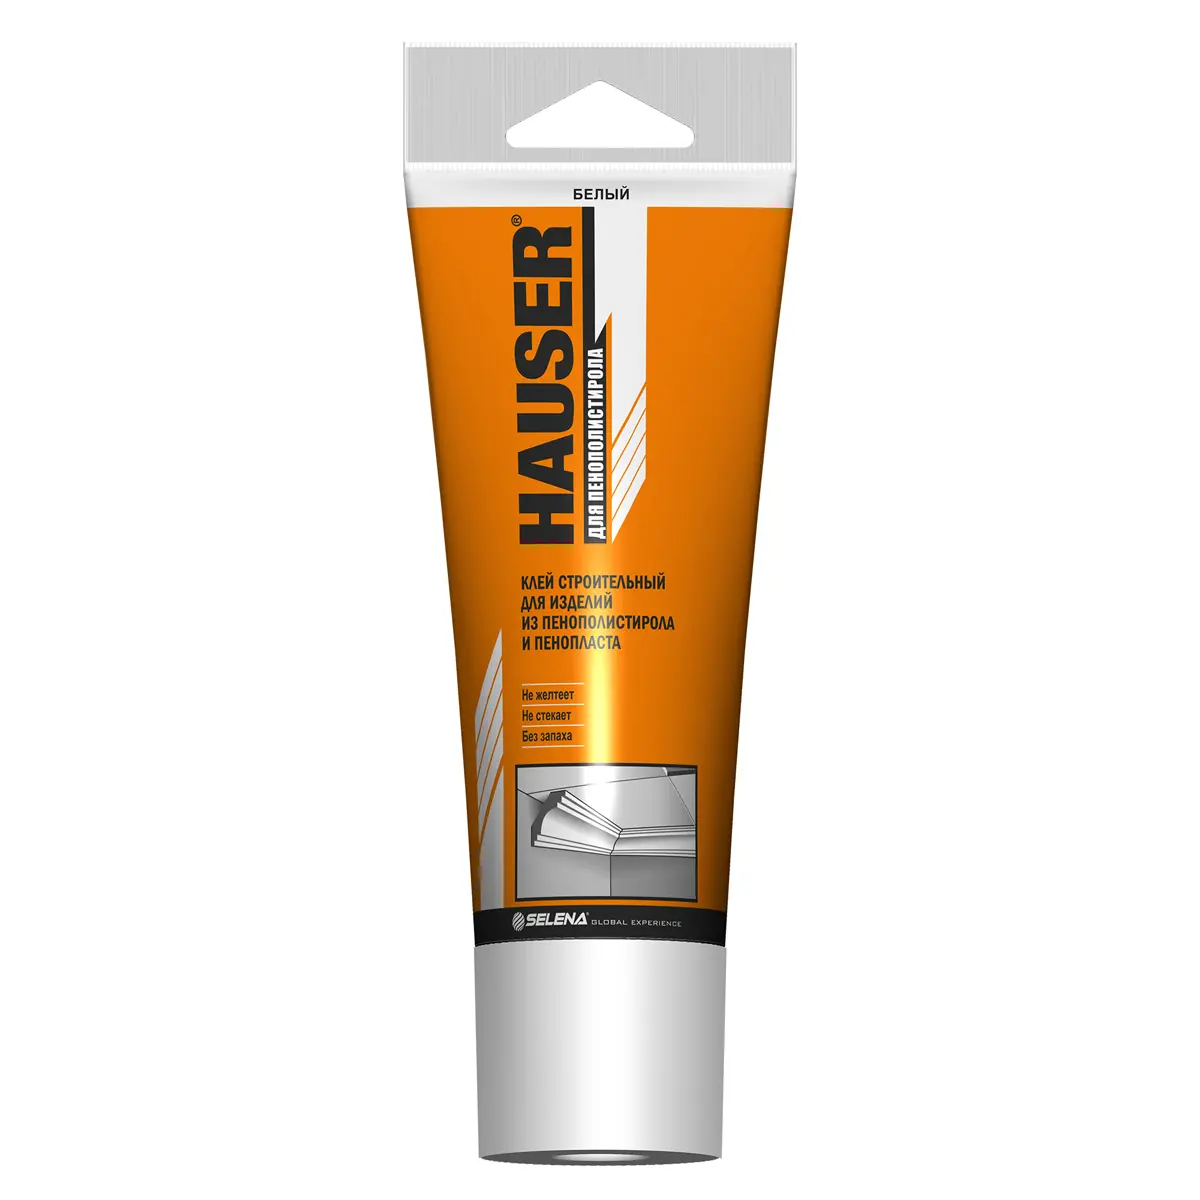 БЕЛЫЙ
HAUSER®
ДЛЯ ПЕНОПОЛИСТИРОЛА
КЛЕЙ СТРОИТЕЛЬНЫЙ
ДЛЯ ИЗДЕЛИЙ
ИЗ ПЕНОПОЛИСТИРОЛА
И ПЕНОПЛАСТА
Не желтеет
Не стекает
Без запаха
SELENA® GLOBAL EXPERIENCE